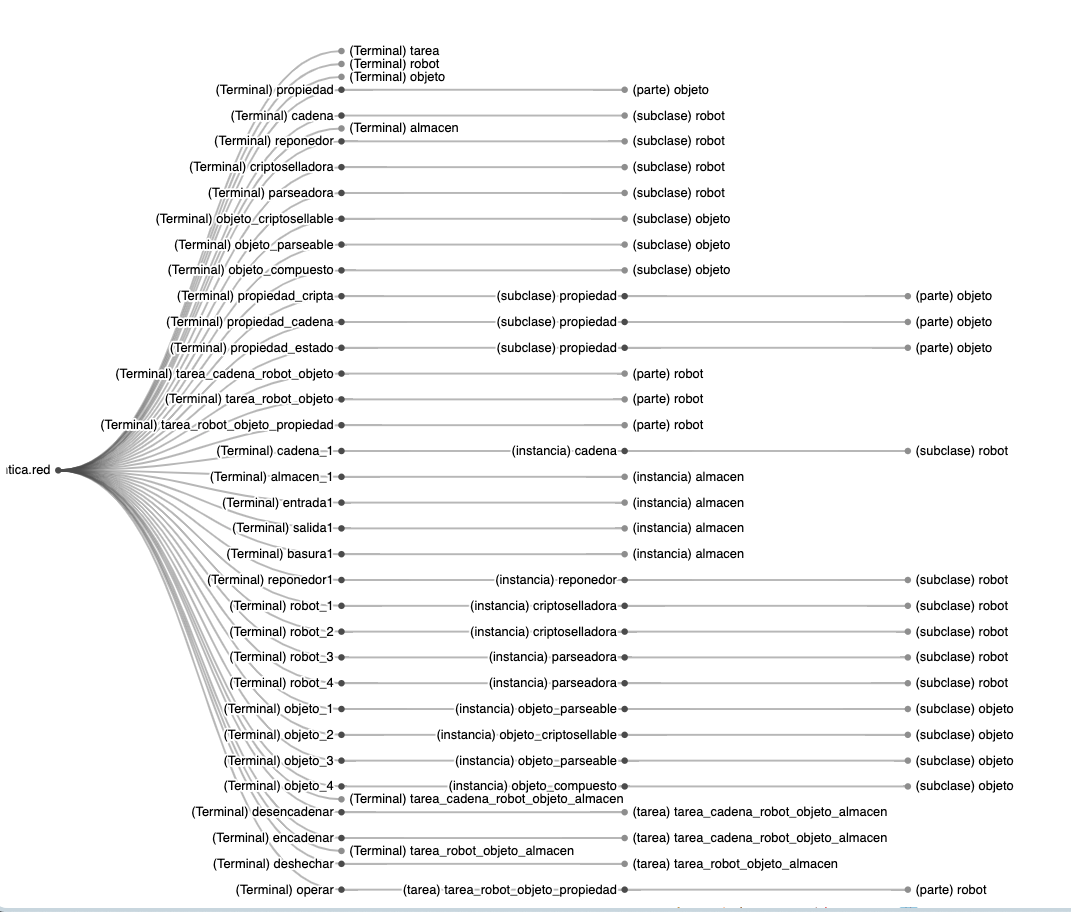 (Terminal) tarea
(Terminal) robot
(Terminal) objeto
(Terminal) propiedad (parte) objeto
(Terminal) cadena (subclase) robot
(Terminal) almacen
(Terminal) reponedor (subclase) robot
(Terminal) criptoselladora (subclase) robot
(Terminal) parseadora (subclase) robot
(Terminal) objeto_criptosellable (subclase) objeto
(Terminal) objeto_parseable (subclase) objeto
(Terminal) objeto_compuesto (subclase) objeto
(Terminal) propiedad_cripta (subclase) propiedad (parte) objeto
(Terminal) propiedad_cadena (subclase) propiedad (parte) objeto
(Terminal) propiedad_estado (subclase) propiedad (parte) objeto
(Terminal) tarea_cadena_robot_objeto (parte) robot
(Terminal) tarea_robot_objeto (parte) robot
(Terminal) tarea_robot_objeto_propiedad (parte) robot
(Terminal) cadena_1 (instancia) cadena (subclase) robot
tica.red
(Terminal) almacen_1 (instancia) almacen
(Terminal) entrada1 (instancia) almacen
(Terminal) salida1 (instancia) almacen
(Terminal) basura1 (instancia) almacen
(Terminal) reponedor1 (instancia) reponedor (subclase) robot
(Terminal) robot_1 (instancia) criptoselladora (subclase) robot
(Terminal) robot_2 (instancia) criptoselladora (subclase) robot
(Terminal) robot_3 (instancia) parseadora (subclase) robot
(Terminal) robot_4 (instancia) parseadora (subclase) robot
(Terminal) objeto_1 (instancia) objeto_parseable (subclase) objeto
(Terminal) objeto_2 (instancia) objeto_criptosellable (subclase) objeto
(Terminal) objeto_3 (instancia) objeto_parseable (subclase) objeto
(Terminal) objeto_4 (instancia) objeto_compuesto (subclase) objeto
(Terminal) tarea_cadena_robot_objeto_almacen
(Terminal) desencadenar (tarea) tarea_cadena_robot_objeto_almacen
(Terminal) encadenar (tarea) tarea_cadena_robot_objeto_almacen
(Terminal) tarea_robot_objeto_almacen
(Terminal) deshechar (tarea) tarea_robot_objeto_almacen
(Terminal) operar (tarea) tarea_robot_objeto_propiedad (parte) robot